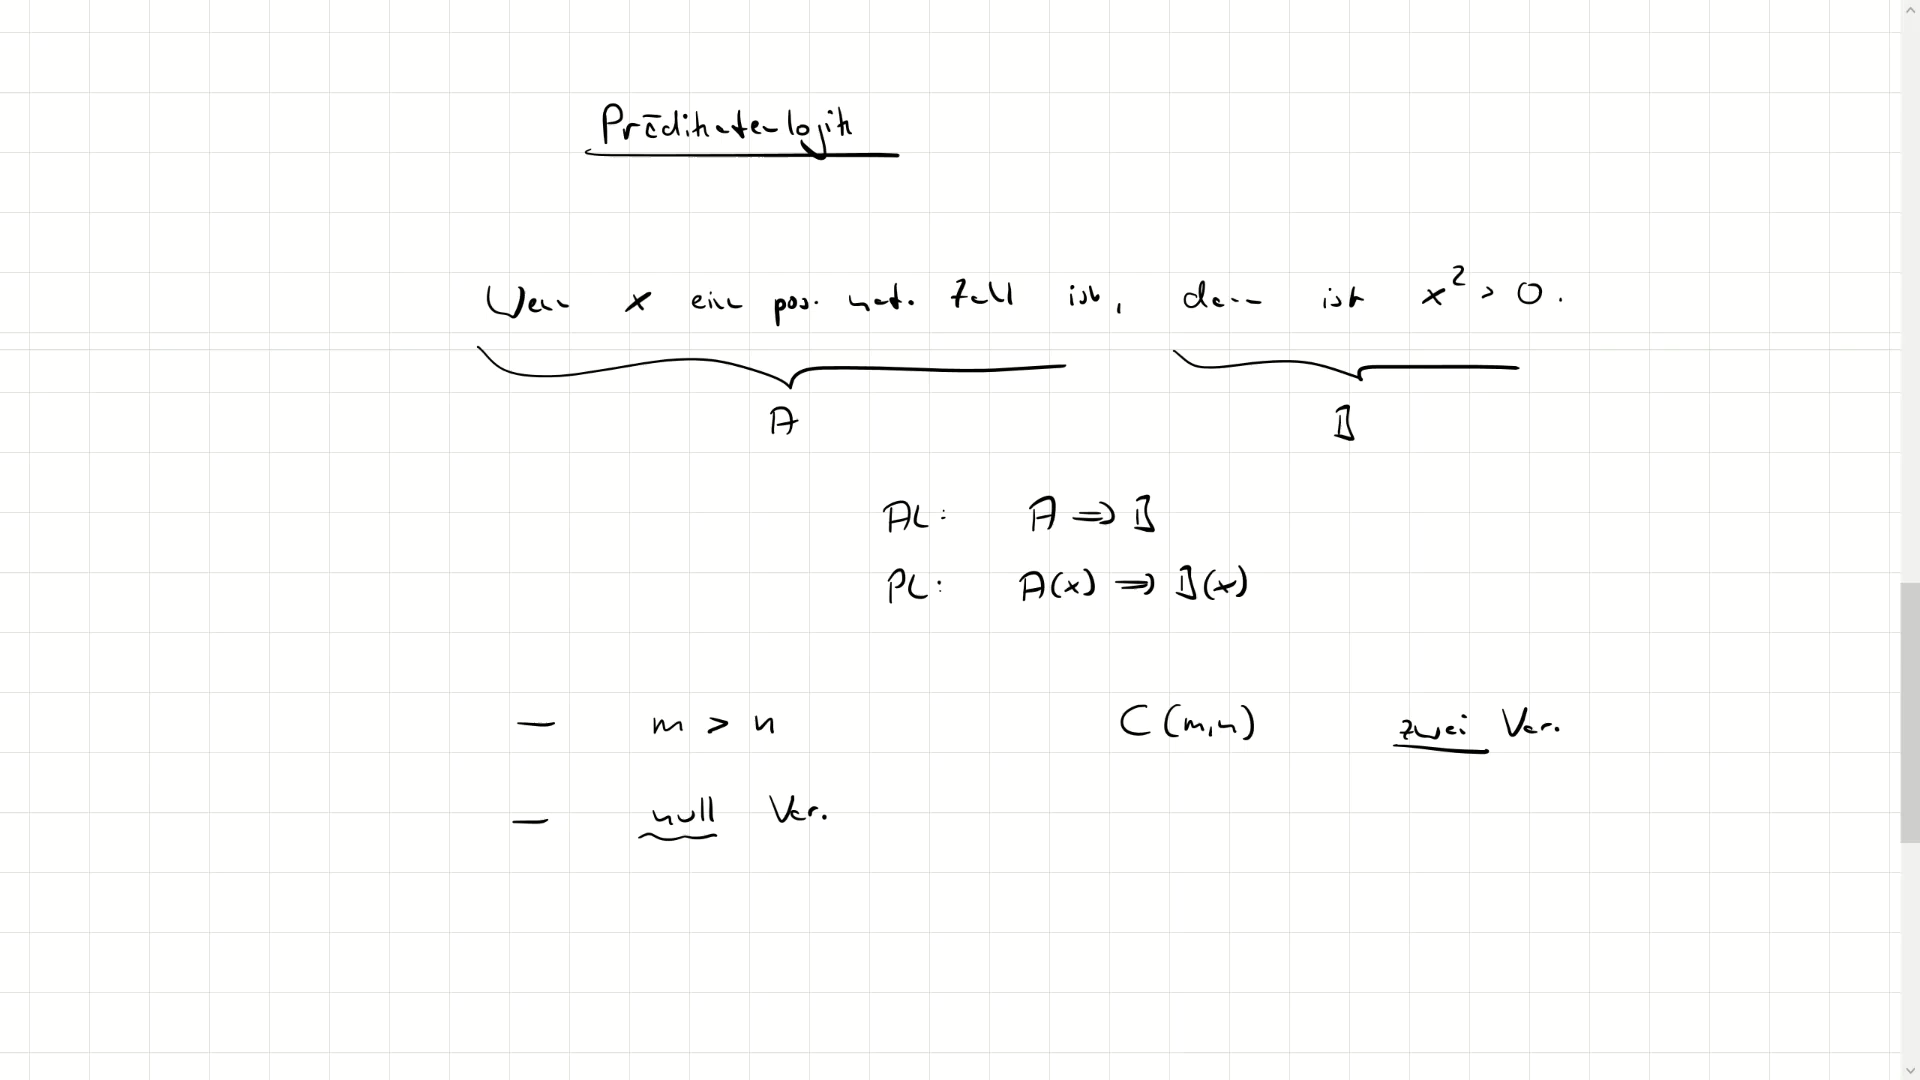 Prädikatenlogik
Wenn x eine pos. nat. Zahl ist, dann ist x² > 0.
A B
AL: A ⇒ B
PL: A(x) ⇒ B(x)
— m > n C(m,n) zwei Var.
— null Var.